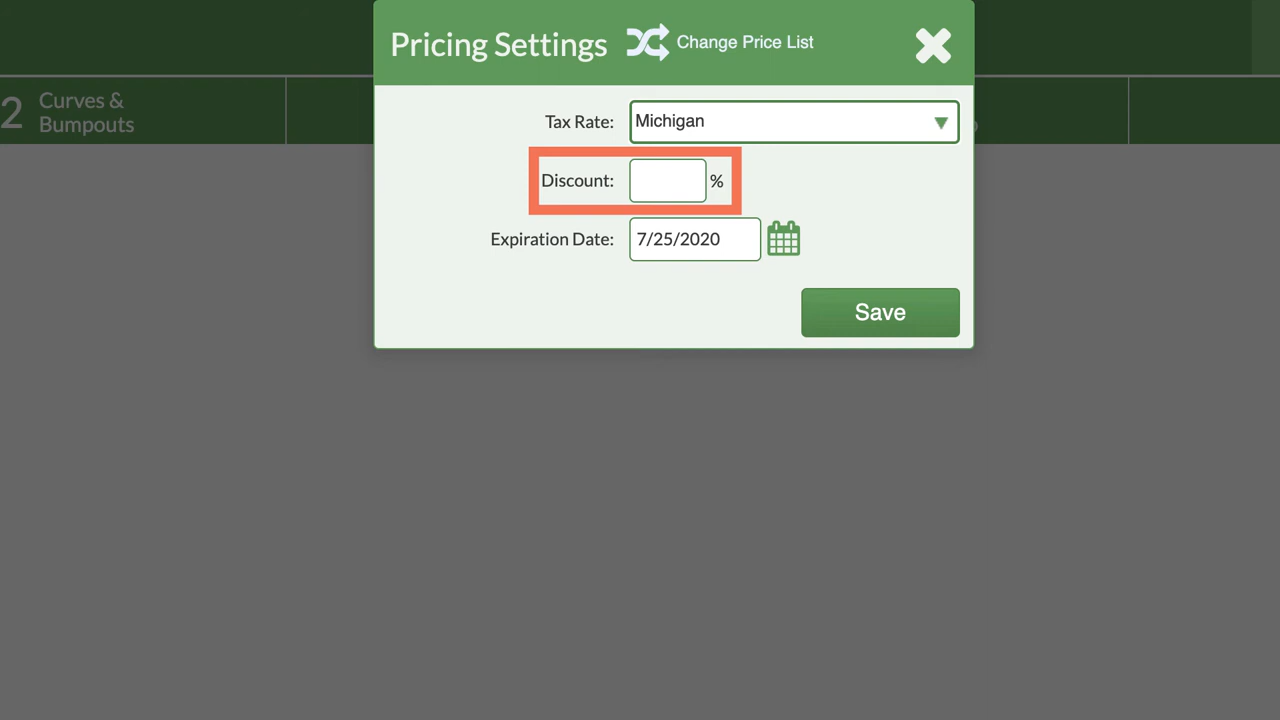 Pricing Settings
Change Price List
2 Curves &
Bumpouts
Tax Rate: Michigan
Discount: %
Expiration Date: 7/25/2020
Save